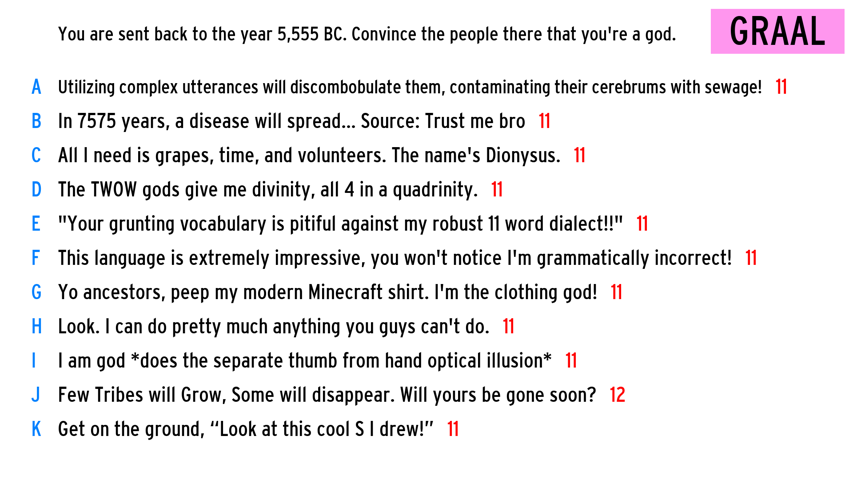 You are sent back to the year 5,555 BC. Convince the people there that you're a god.
GRAAL
A Utilizing complex utterances will discombobulate them, contaminating their cerebrums with sewage! 11
B In 7575 years, a disease will spread... Source: Trust me bro 11
C All I need is grapes, time, and volunteers. The name's Dionysus. 11
D The TWOW gods give me divinity, all 4 in a quadrinity. 11
E "Your grunting vocabulary is pitiful against my robust 11 word dialect!!" 11
F This language is extremely impressive, you won't notice I'm grammatically incorrect! 11
G Yo ancestors, peep my modern Minecraft shirt. I'm the clothing god! 11
H Look. I can do pretty much anything you guys can't do. 11
I I am god *does the separate thumb from hand optical illusion* 11
J Few Tribes will Grow, Some will disappear. Will yours be gone soon? 12
K Get on the ground, “Look at this cool S I drew!” 11